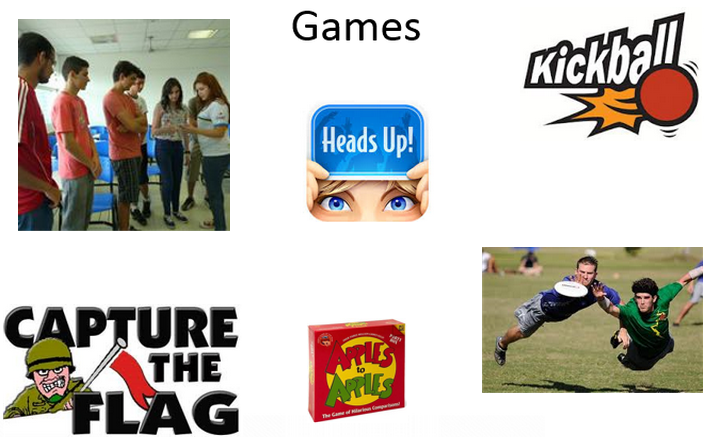 Games
Kickball
Heads Up!
CAPTURE
THE
FLAG
APPLES
to
APPLES
The Game of Hilarious Comparisons!